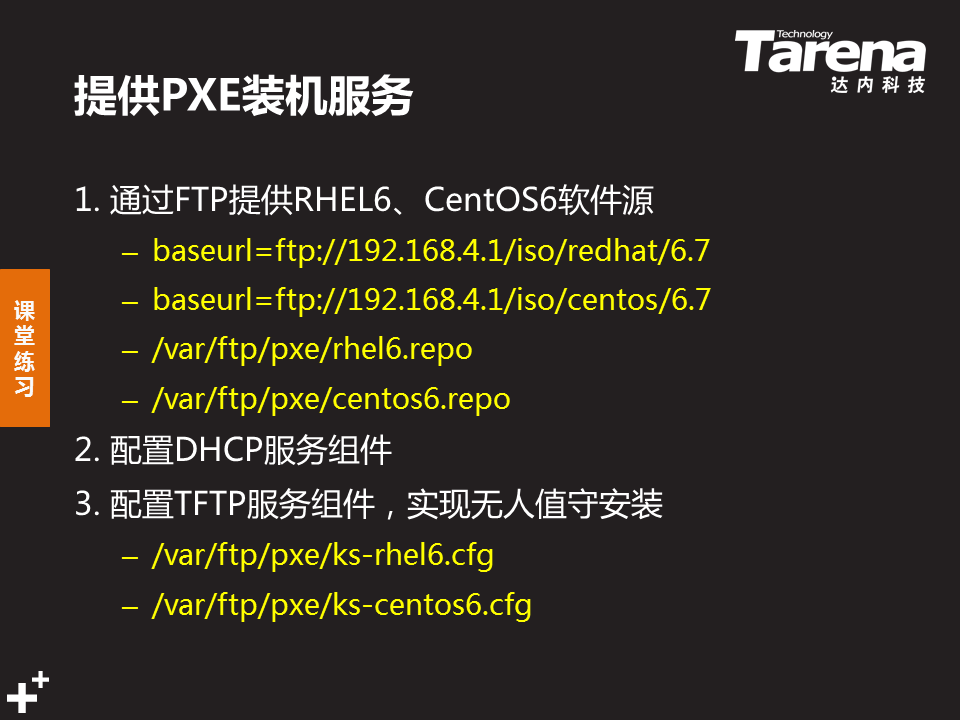 Technology
Tarena
达内科技
提供PXE装机服务
1. 通过FTP提供RHEL6、CentOS6软件源
– baseurl=ftp://192.168.4.1/iso/redhat/6.7
– baseurl=ftp://192.168.4.1/iso/centos/6.7
– /var/ftp/pxe/rhel6.repo
– /var/ftp/pxe/centos6.repo
2. 配置DHCP服务组件
3. 配置TFTP服务组件，实现无人值守安装
– /var/ftp/pxe/ks-rhel6.cfg
– /var/ftp/pxe/ks-centos6.cfg
课堂练习